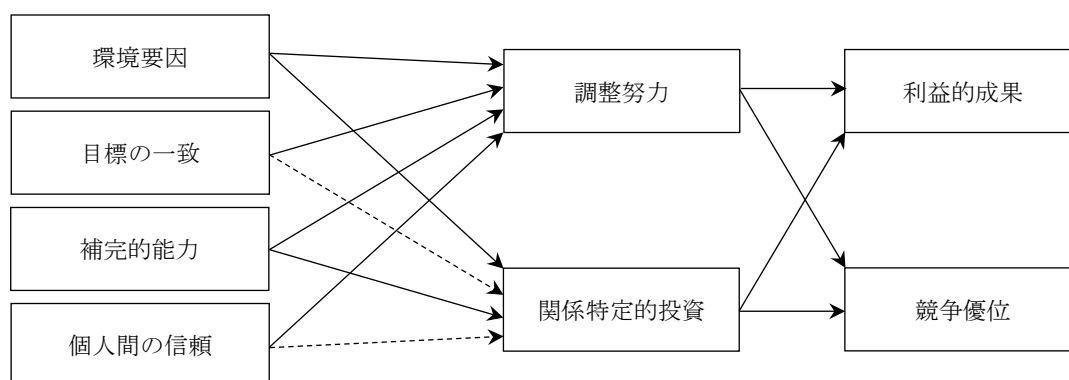 環境要因
目標の一致
補完的能力
個人間の信頼
調整努力
関係特定的投資
利益的成果
競争優位